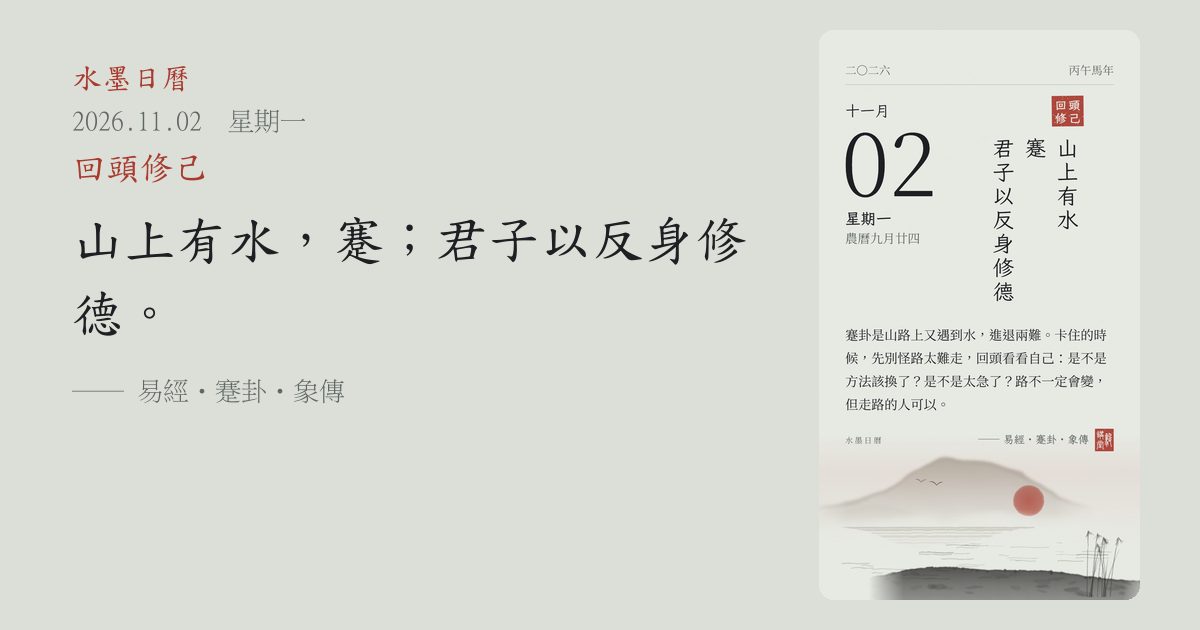 水墨日曆
2026.11.02 星期一
回頭修己
山上有水，蹇；君子以反身修
德。
—— 易經・蹇卦・象傳
二〇二六
丙午馬年
十一月
02
星期一
農曆九月廿四
回頭
修己
山上有水
蹇
君子以反身修德
蹇卦是山路上又遇到水，進退兩難。卡住的時
候，先別怪路太難走，回頭看看自己：是不是
方法該換了？是不是太急了？路不一定會變，
但走路的人可以。
水墨日曆
—— 易經・蹇卦・象傳